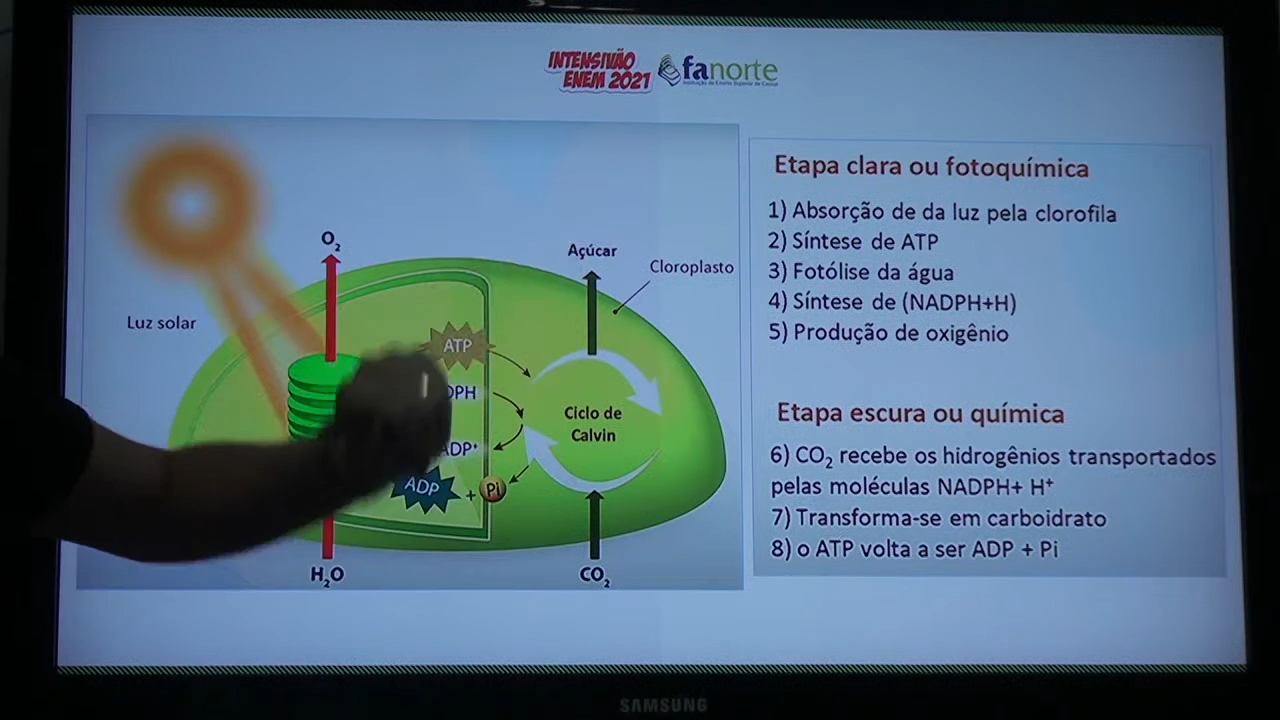 INTENSIVÃO
ENEM 2021
fanorte
O₂
Açúcar
Cloroplasto
Luz solar
ATP
DPH
Ciclo de
Calvin
ADP⁺
ADP + Pi
H₂O
CO₂
Etapa clara ou fotoquímica
1) Absorção de da luz pela clorofila
2) Síntese de ATP
3) Fotólise da água
4) Síntese de (NADPH+H)
5) Produção de oxigênio
Etapa escura ou química
6) CO₂ recebe os hidrogênios transportados
pelas moléculas NADPH+ H⁺
7) Transforma-se em carboidrato
8) o ATP volta a ser ADP + Pi
SAMSUNG